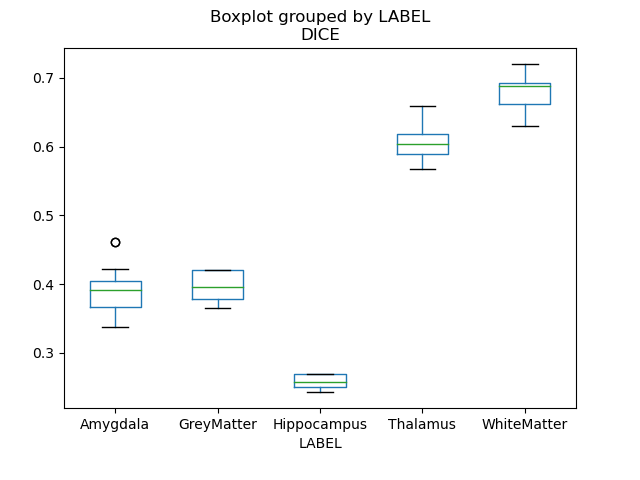 Boxplot grouped by LABEL
DICE
0.7
0.6
0.5
0.4
0.3
Amygdala GreyMatter Hippocampus Thalamus WhiteMatter
LABEL